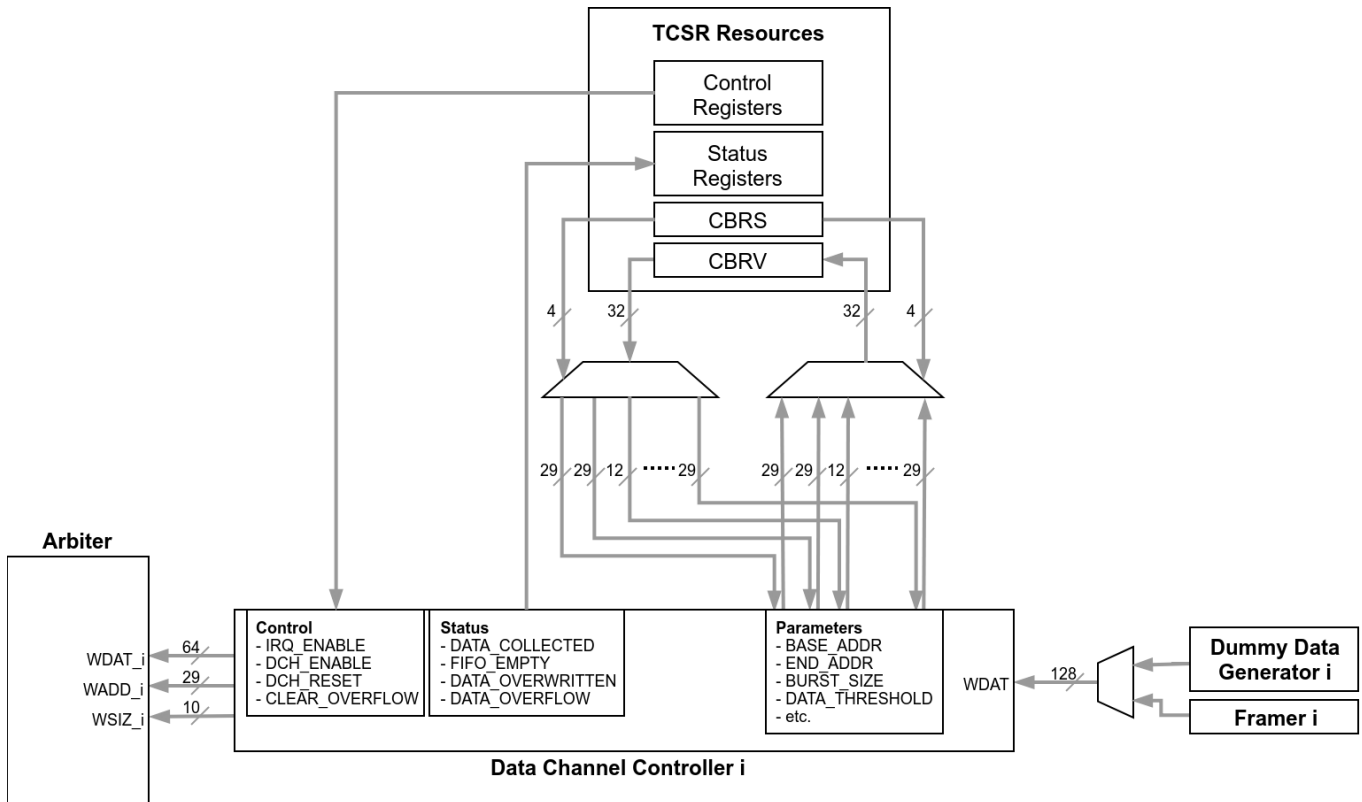 TCSR Resources
Control
Registers
Status
Registers
CBRS
CBRV
4
32
32
4
29
29
12
29
29
29
12
29
Arbiter
WDAT_i
WADD_i
WSIZ_i
64
29
10
Control
- IRQ_ENABLE
- DCH_ENABLE
- DCH_RESET
- CLEAR_OVERFLOW
Status
- DATA_COLLECTED
- FIFO_EMPTY
- DATA_OVERWRITTEN
- DATA_OVERFLOW
Parameters
- BASE_ADDR
- END_ADDR
- BURST_SIZE
- DATA_THRESHOLD
- etc.
WDAT
128
Dummy Data
Generator i
Framer i
Data Channel Controller i